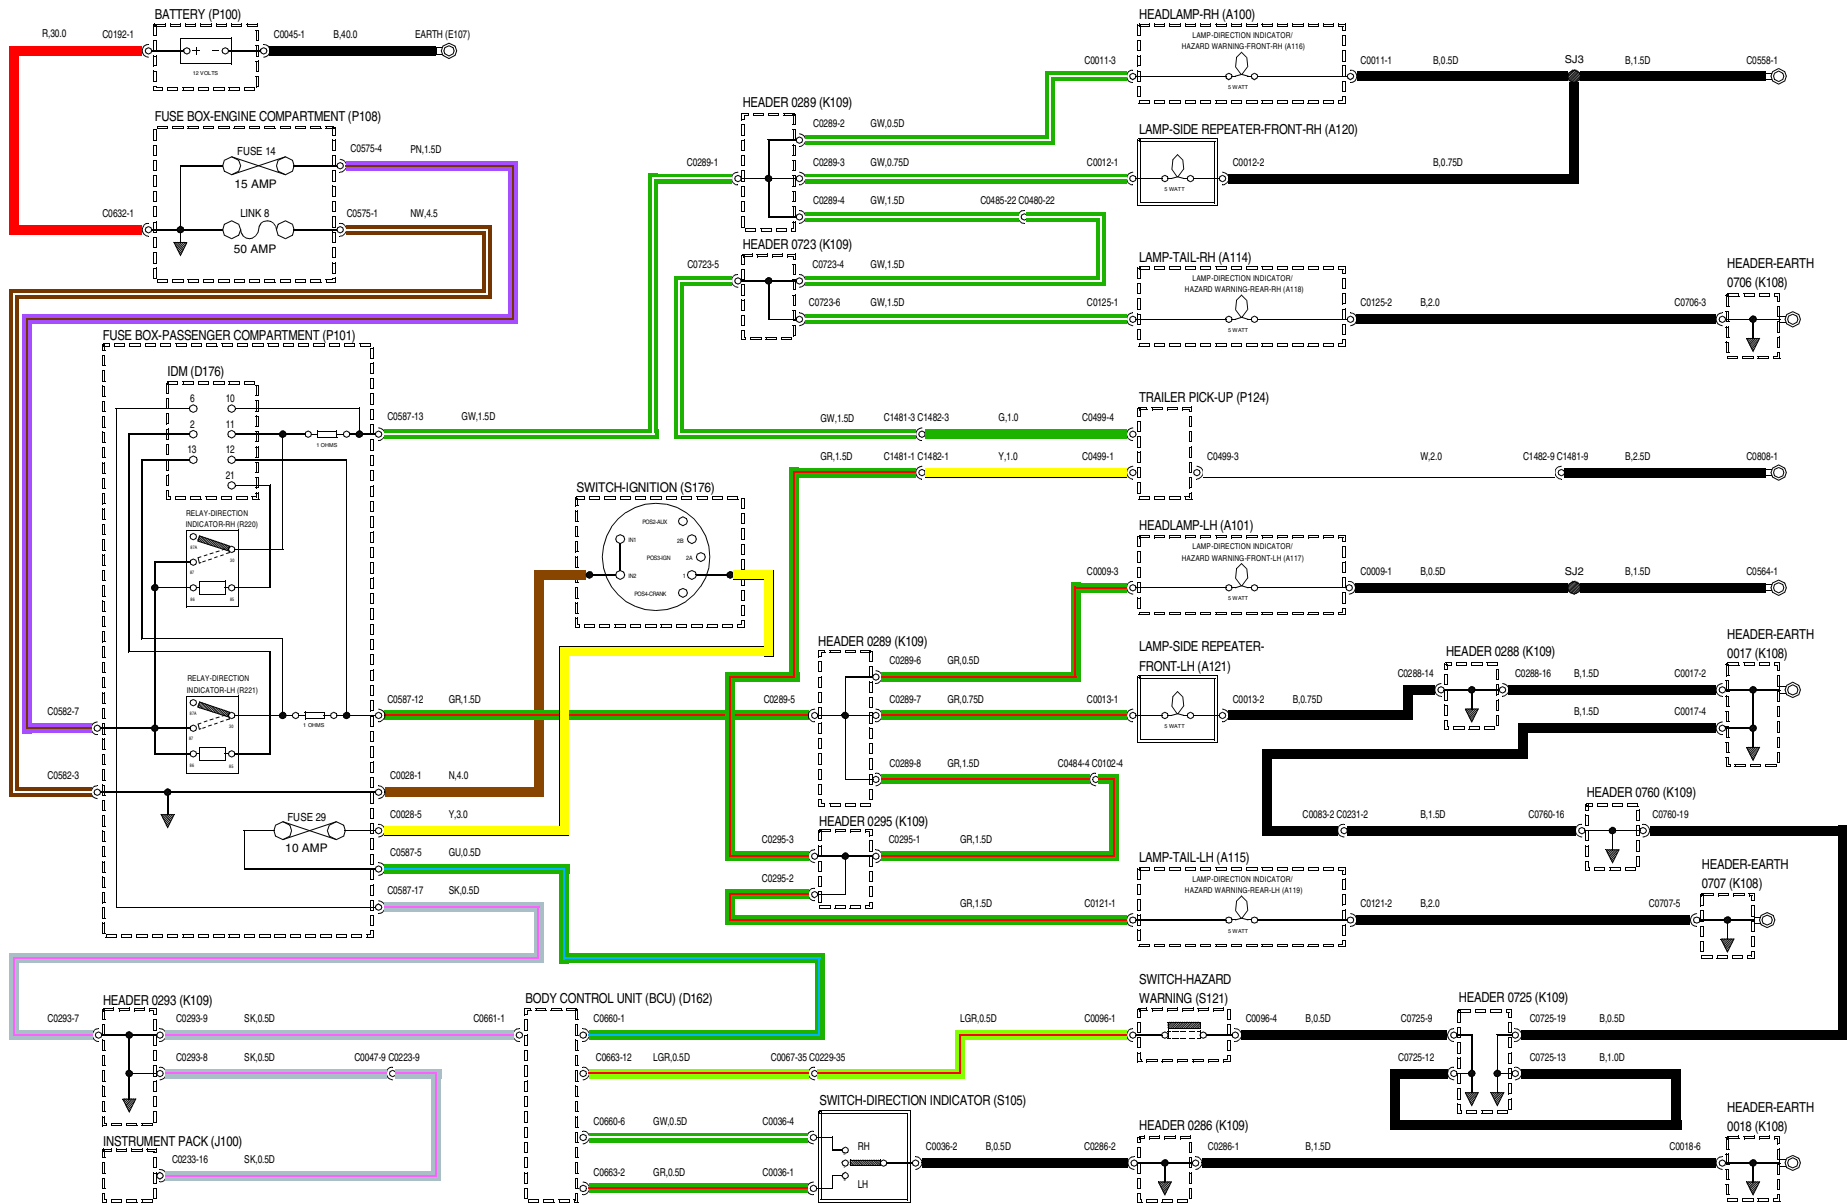 BATTERY (P100)
R,30.0
C0192-1
+ -
12 VOLTS
C0045-1
B,40.0
EARTH (E107)
FUSE BOX-ENGINE COMPARTMENT (P108)
FUSE 14
15 AMP
C0575-4
PN,1.5D
C0632-1
LINK 8
50 AMP
C0575-1
NW,4.5
FUSE BOX-PASSENGER COMPARTMENT (P101)
IDM (D176)
6
10
2
11
13
12
21
1 OHMS
C0587-13
GW,1.5D
RELAY-DIRECTION
INDICATOR-RH (R220)
87A
30
87
86
85
RELAY-DIRECTION
INDICATOR-LH (R221)
87A
30
87
86
85
1 OHMS
C0582-7
C0587-12
GR,1.5D
C0582-3
C0028-1
N,4.0
FUSE 29
10 AMP
C0028-5
Y,3.0
C0587-5
GU,0.5D
C0587-17
SK,0.5D
SWITCH-IGNITION (S176)
POS2-AUX
IN1
2B
POS3-IGN
2A
IN2
1
POS4-CRANK
HEADER 0289 (K109)
C0289-1
C0289-2
GW,0.5D
C0289-3
GW,0.75D
C0289-4
GW,1.5D
C0485-22 C0480-22
HEADER 0723 (K109)
C0723-5
C0723-4
GW,1.5D
C0723-6
GW,1.5D
C0125-1
HEADLAMP-RH (A100)
LAMP-DIRECTION INDICATOR/
HAZARD WARNING-FRONT-RH (A116)
5 WATT
C0011-3
C0011-1
B,0.5D
SJ3
B,1.5D
C0558-1
LAMP-SIDE REPEATER-FRONT-RH (A120)
C0012-1
5 WATT
C0012-2
B,0.75D
LAMP-TAIL-RH (A114)
LAMP-DIRECTION INDICATOR/
HAZARD WARNING-REAR-RH (A118)
5 WATT
C0125-2
B,2.0
C0706-3
HEADER-EARTH
0706 (K108)
TRAILER PICK-UP (P124)
GW,1.5D
C1481-3 C1482-3
G,1.0
C0499-4
GR,1.5D
C1481-1 C1482-1
Y,1.0
C0499-1
C0499-3
W,2.0
C1482-9 C1481-9
B,2.5D
C0808-1
HEADLAMP-LH (A101)
LAMP-DIRECTION INDICATOR/
HAZARD WARNING-FRONT-LH (A117)
5 WATT
C0009-3
C0009-1
B,0.5D
SJ2
B,1.5D
C0564-1
HEADER 0289 (K109)
C0289-5
C0289-6
GR,0.5D
C0289-7
GR,0.75D
C0013-1
C0289-8
GR,1.5D
C0484-4 C0102-4
LAMP-SIDE REPEATER-
FRONT-LH (A121)
5 WATT
C0013-2
B,0.75D
C0288-14
HEADER 0288 (K109)
C0288-16
B,1.5D
C0017-2
B,1.5D
C0017-4
HEADER-EARTH
0017 (K108)
HEADER 0295 (K109)
C0295-3
C0295-1
GR,1.5D
C0295-2
GR,1.5D
C0121-1
C0083-2 C0231-2
B,1.5D
C0760-16
HEADER 0760 (K109)
C0760-19
LAMP-TAIL-LH (A115)
LAMP-DIRECTION INDICATOR/
HAZARD WARNING-REAR-LH (A119)
5 WATT
C0121-2
B,2.0
C0707-5
HEADER-EARTH
0707 (K108)
HEADER 0293 (K109)
C0293-7
C0293-9
SK,0.5D
C0661-1
C0293-8
SK,0.5D
C0047-9 C0223-9
INSTRUMENT PACK (J100)
C0233-16
SK,0.5D
BODY CONTROL UNIT (BCU) (D162)
C0660-1
C0663-12
LGR,0.5D
C0067-35 C0229-35
LGR,0.5D
C0096-1
C0660-6
GW,0.5D
C0036-4
C0663-2
GR,0.5D
C0036-1
SWITCH-HAZARD
WARNING (S121)
C0096-4
B,0.5D
C0725-9
HEADER 0725 (K109)
C0725-19
B,0.5D
C0725-12
C0725-13
B,1.0D
SWITCH-DIRECTION INDICATOR (S105)
RH
LH
C0036-2
B,0.5D
C0286-2
HEADER 0286 (K109)
C0286-1
B,1.5D
C0018-6
HEADER-EARTH
0018 (K108)